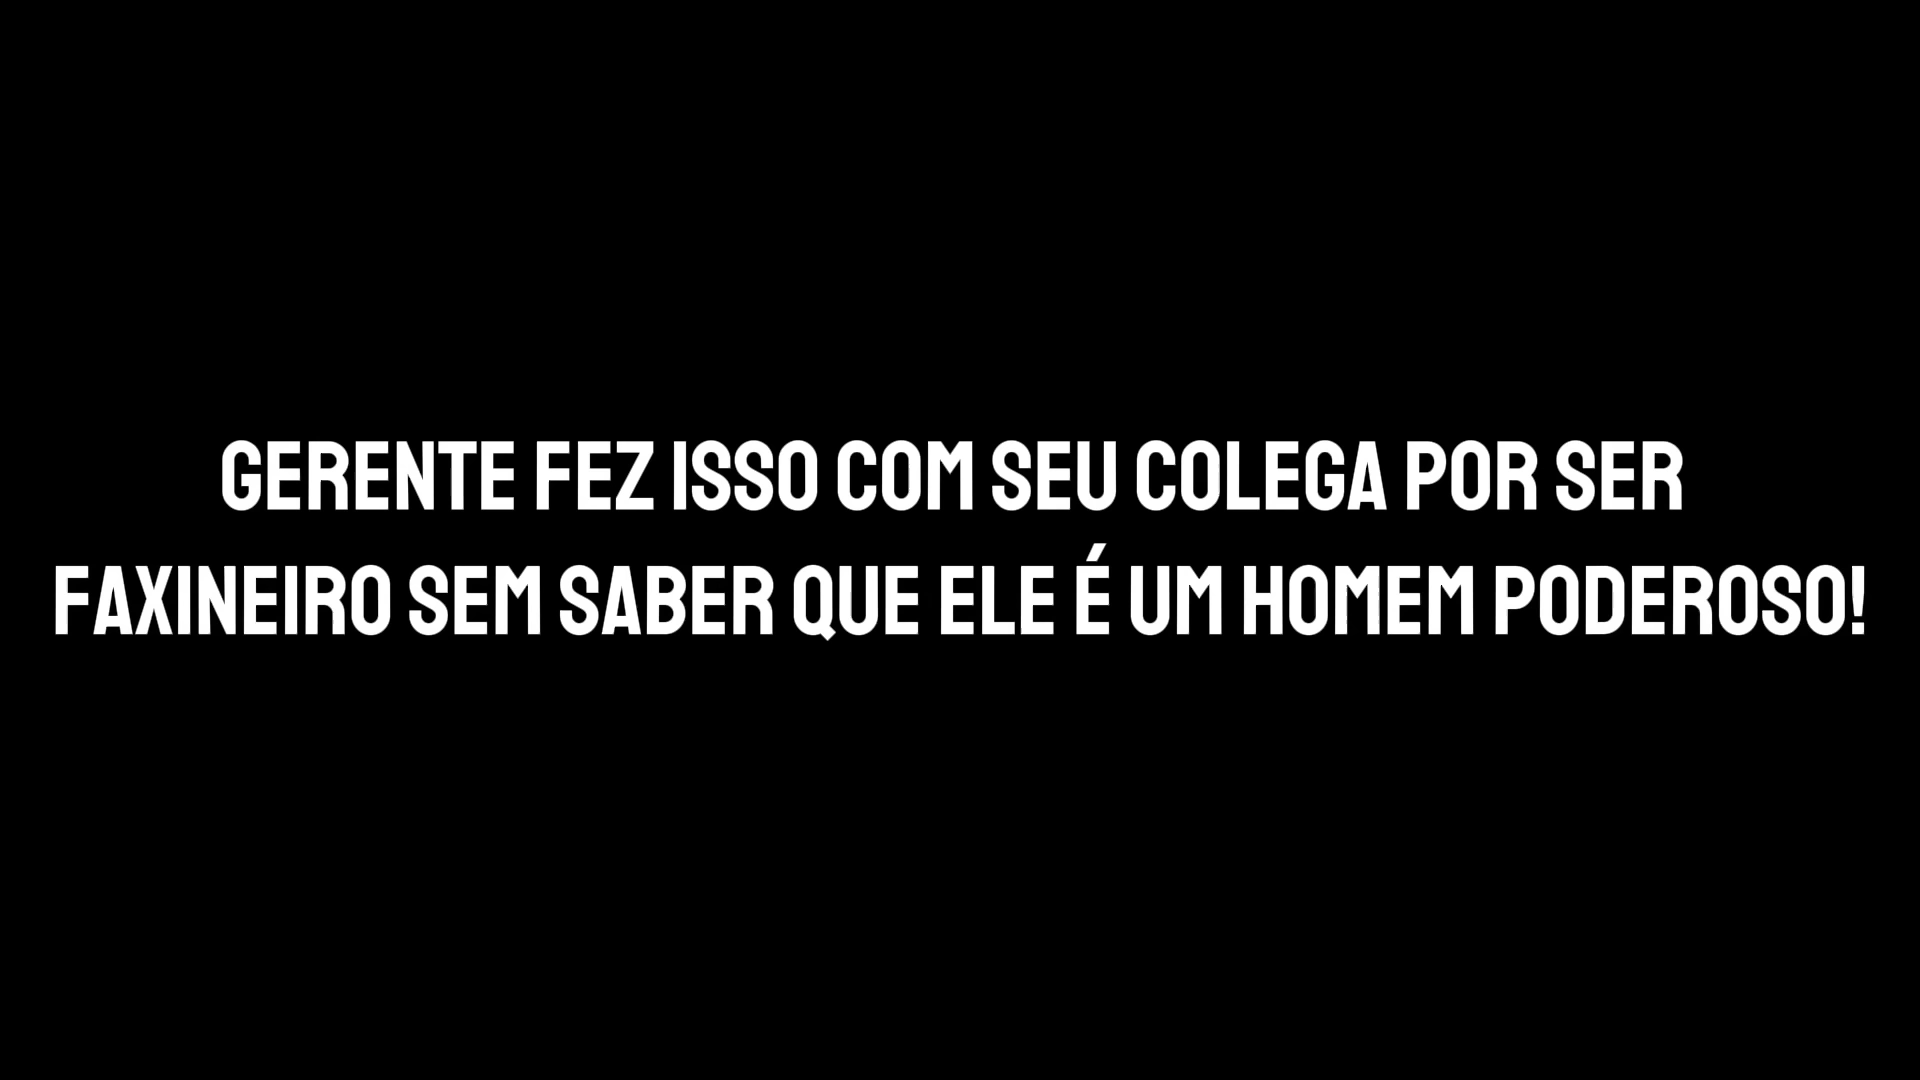 GERENTE FEZ ISSO COM SEU COLEGA POR SER
FAXINEIRO SEM SABER QUE ELE É UM HOMEM PODEROSO!